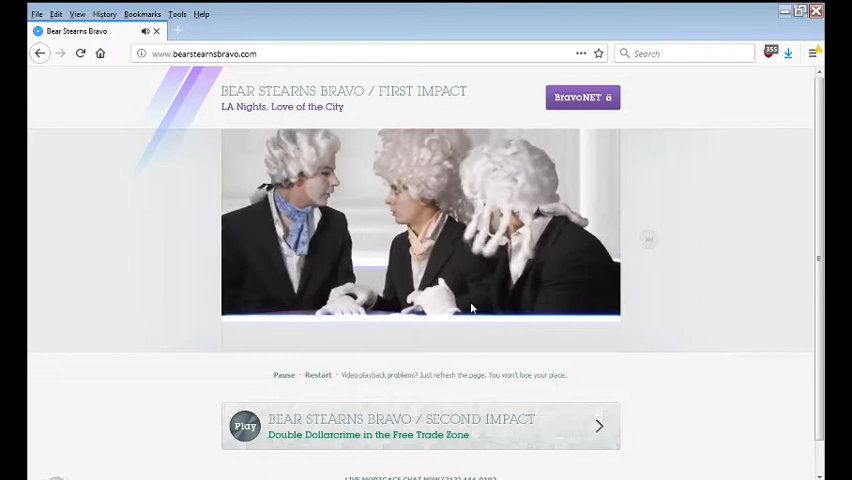 File Edit View History Bookmarks Tools Help
Bear Stearns Bravo
www.bearstearnsbravo.com
Search
355
BEAR STEARNS BRAVO / FIRST IMPACT
LA Nights, Love of the City
BravoNET
Pause · Restart · Video playback problems? Just refresh the page. You won't lose your place.
Play
BEAR STEARNS BRAVO / SECOND IMPACT
Double Dollarcrime in the Free Trade Zone